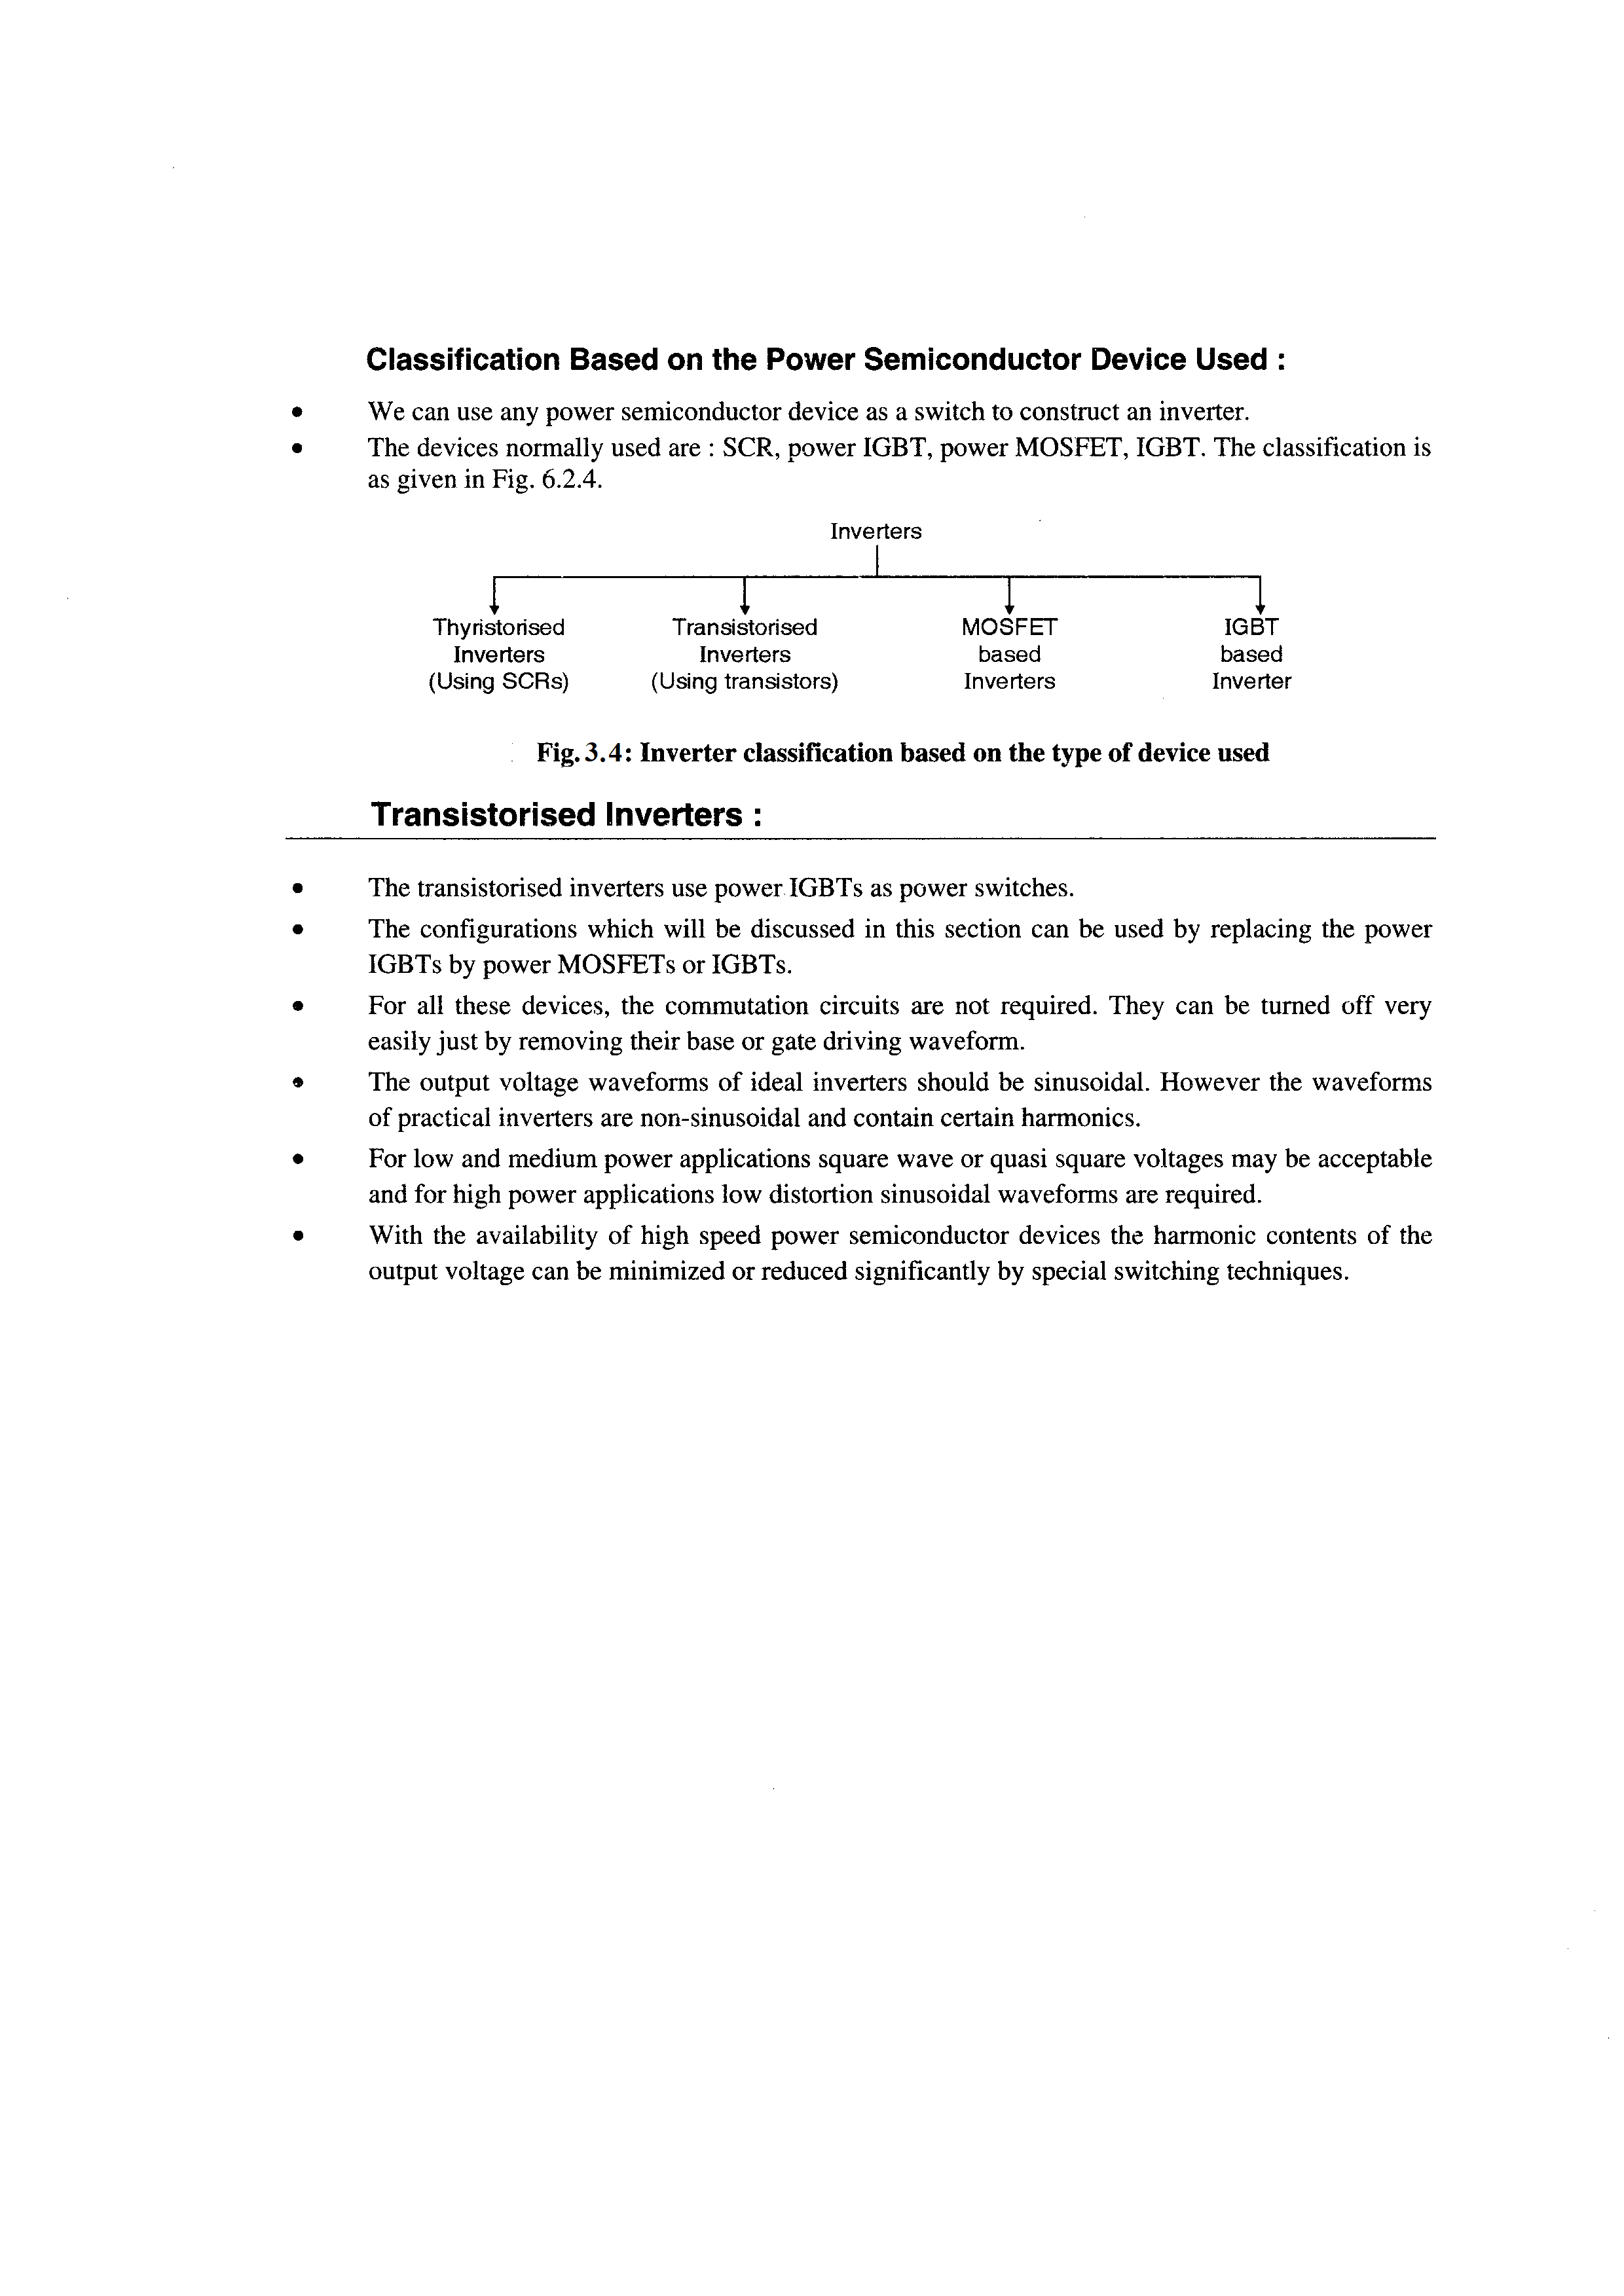 Classification Based on the Power Semiconductor Device Used :
• We can use any power semiconductor device as a switch to construct an inverter.
• The devices normally used are : SCR, power IGBT, power MOSFET, IGBT. The classification is
as given in Fig. 6.2.4.
Inverters
Thyristorised Transistorised MOSFET IGBT
Inverters Inverters based based
(Using SCRs) (Using transistors) Inverters Inverter
Fig. 3.4: Inverter classification based on the type of device used
Transistorised Inverters :
• The transistorised inverters use power IGBTs as power switches.
• The configurations which will be discussed in this section can be used by replacing the power
IGBTs by power MOSFETs or IGBTs.
• For all these devices, the commutation circuits are not required. They can be turned off very
easily just by removing their base or gate driving waveform.
• The output voltage waveforms of ideal inverters should be sinusoidal. However the waveforms
of practical inverters are non-sinusoidal and contain certain harmonics.
• For low and medium power applications square wave or quasi square voltages may be acceptable
and for high power applications low distortion sinusoidal waveforms are required.
• With the availability of high speed power semiconductor devices the harmonic contents of the
output voltage can be minimized or reduced significantly by special switching techniques.